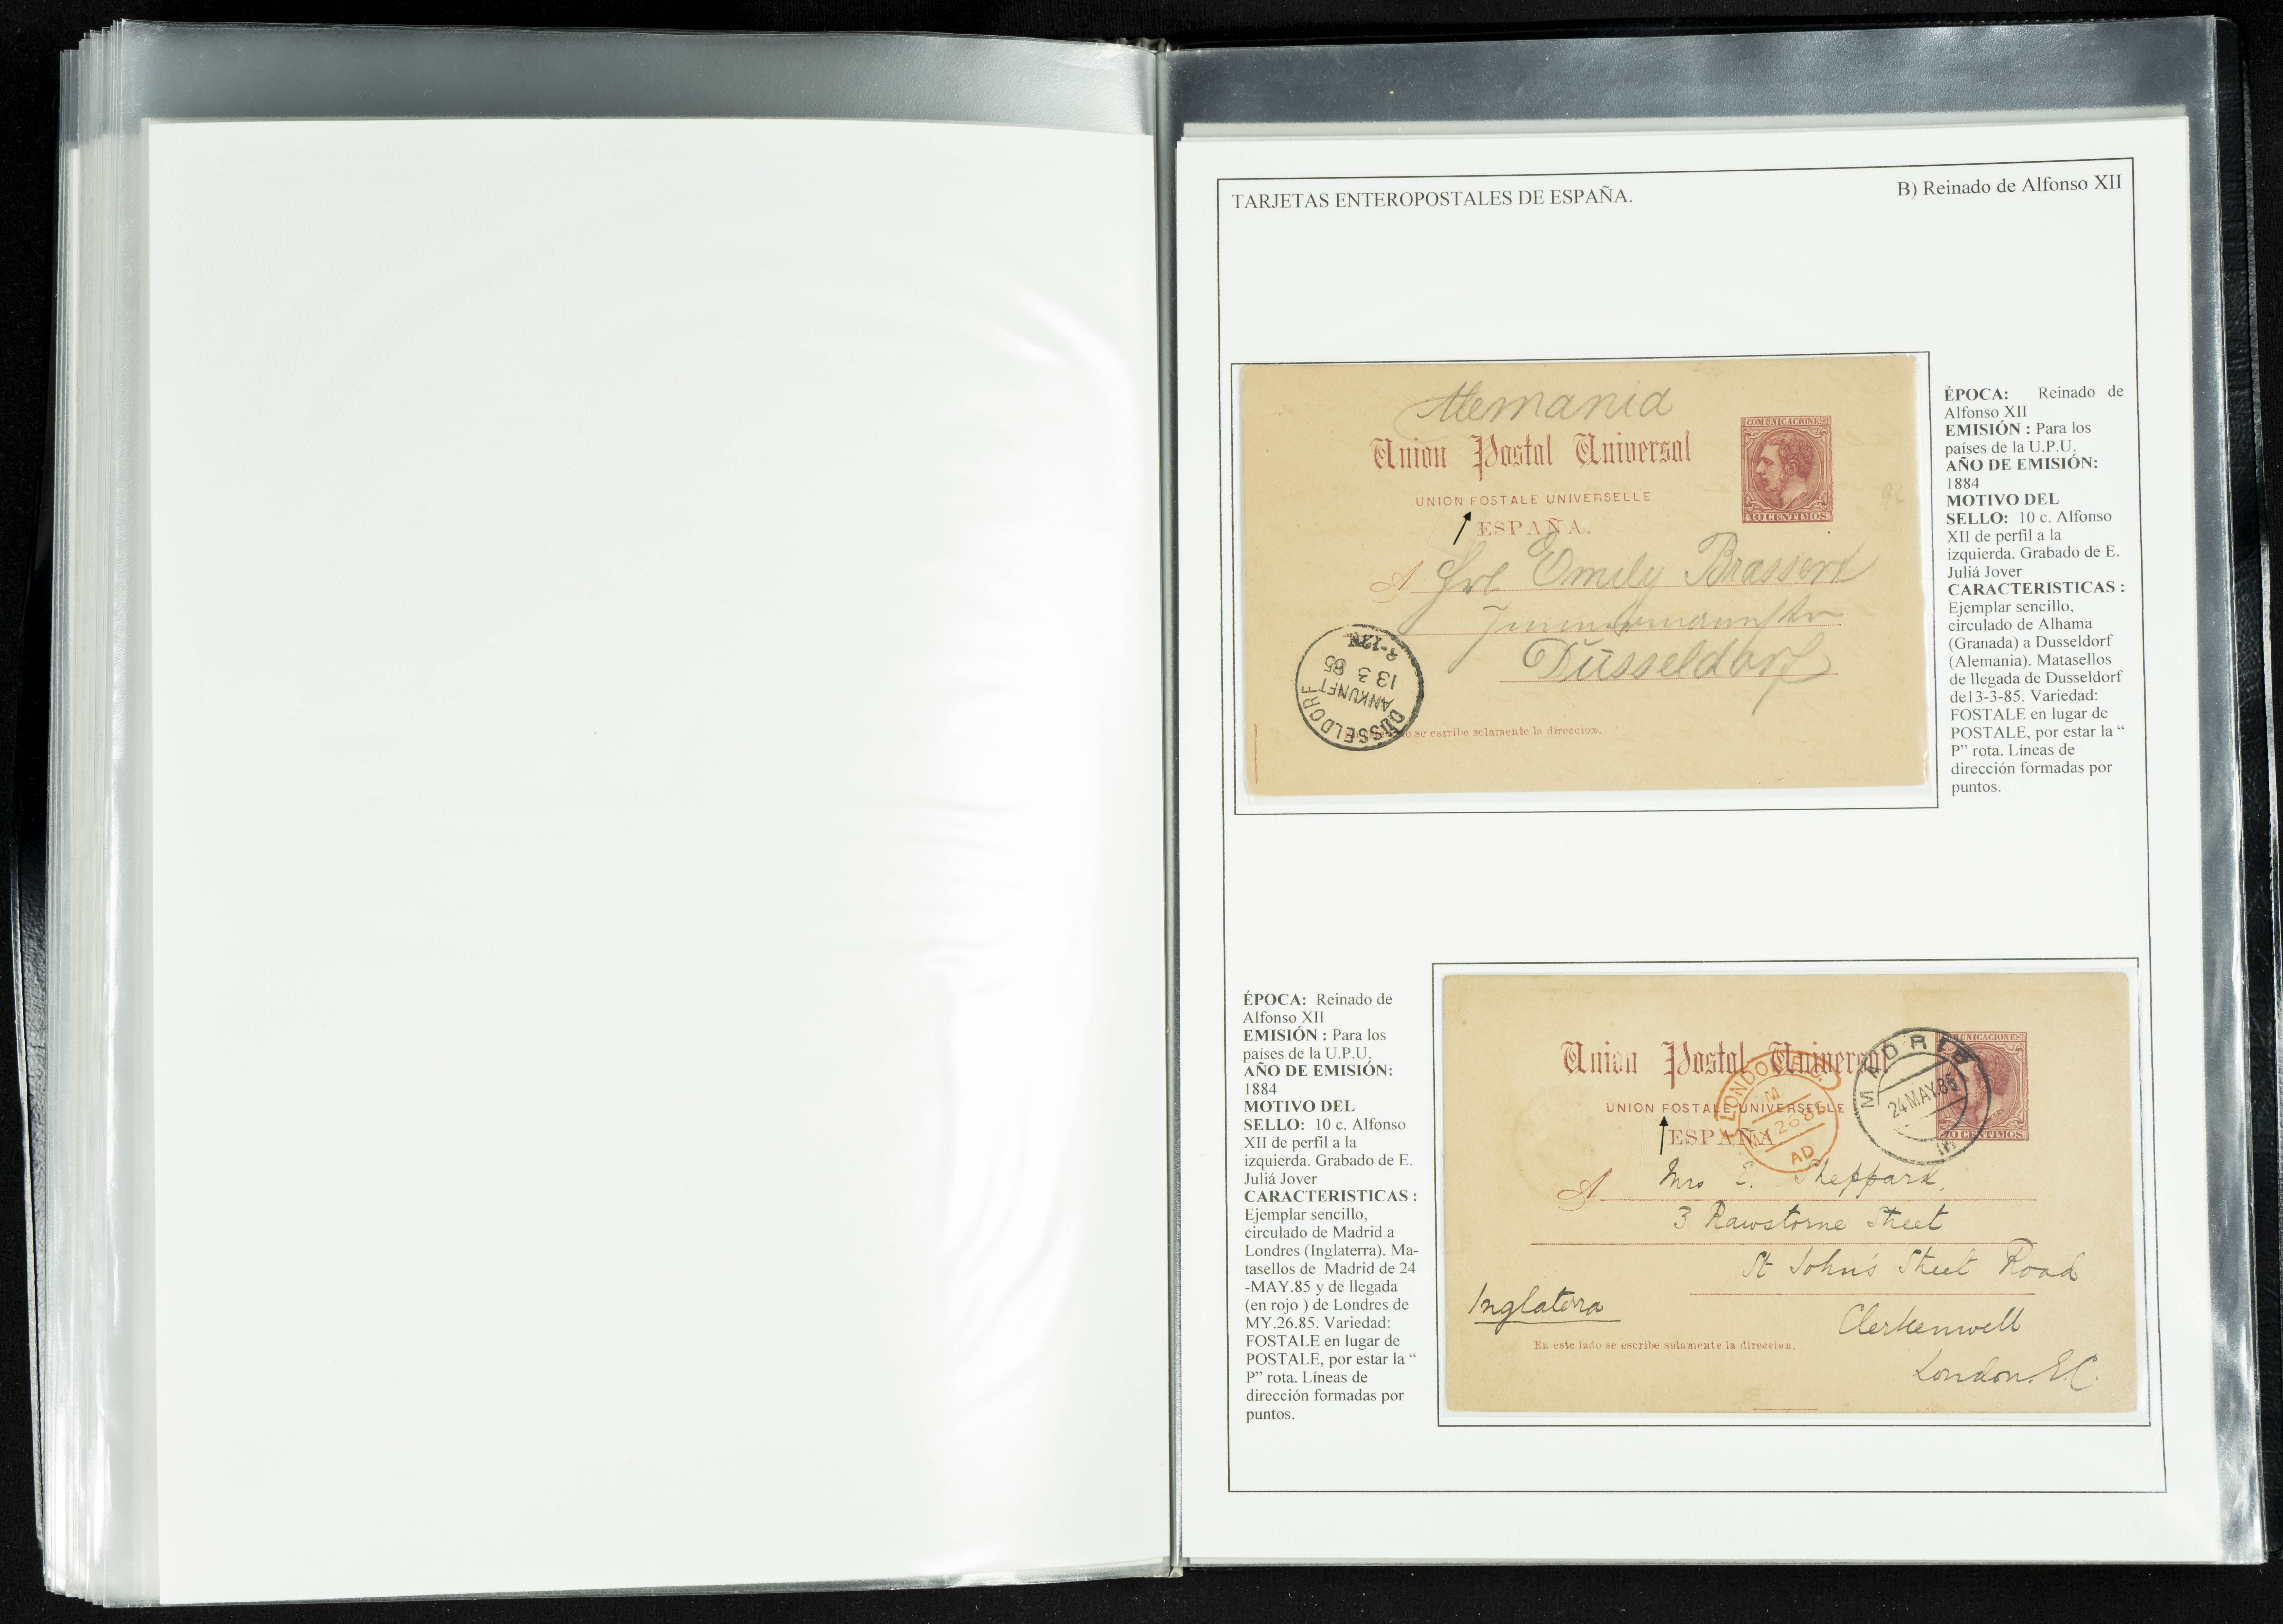 TARJETAS ENTEROPOSTALES DE ESPAÑA.
B) Reinado de Alfonso XII
Alemania
Union Postal Universal
UNION FOSTALE UNIVERSELLE
ESPAÑA.
COMUNICACIONES
10 CENTIMOS
A Frl. Emily Brassert
Düsseldorf
DÜSSELDORF
ANKUNFT
13 3 85
se escribe solamente la direccion.
ÉPOCA: Reinado de
Alfonso XII
EMISIÓN : Para los
países de la U.P.U.
AÑO DE EMISIÓN:
1884
MOTIVO DEL
SELLO: 10 c. Alfonso
XII de perfil a la
izquierda. Grabado de E.
Juliá Jover
CARACTERISTICAS :
Ejemplar sencillo,
circulado de Alhama
(Granada) a Dusseldorf
(Alemania). Matasellos
de llegada de Dusseldorf
de13-3-85. Variedad:
FOSTALE en lugar de
POSTALE, por estar la “
P” rota. Líneas de
dirección formadas por
puntos.
ÉPOCA: Reinado de
Alfonso XII
EMISIÓN : Para los
países de la U.P.U.
AÑO DE EMISIÓN:
1884
MOTIVO DEL
SELLO: 10 c. Alfonso
XII de perfil a la
izquierda. Grabado de E.
Juliá Jover
CARACTERISTICAS :
Ejemplar sencillo,
circulado de Madrid a
Londres (Inglaterra). Ma-
tasellos de Madrid de 24
-MAY.85 y de llegada
(en rojo ) de Londres de
MY.26.85. Variedad:
FOSTALE en lugar de
POSTALE, por estar la “
P” rota. Líneas de
dirección formadas por
puntos.
Union Postal Universal
UNION FOSTALE UNIVERSELLE
ESPAÑA
LONDON
M
MY 26 85
AD
MADRID
24 MAY.85
COMUNICACIONES
10 CENTIMOS
A Mrs E. Sheppard,
3 Rawstorne Street
St John's Street Road
Inglaterra
Clerkenwell
London. E.C.
En este lado se escribe solamente la direccion.